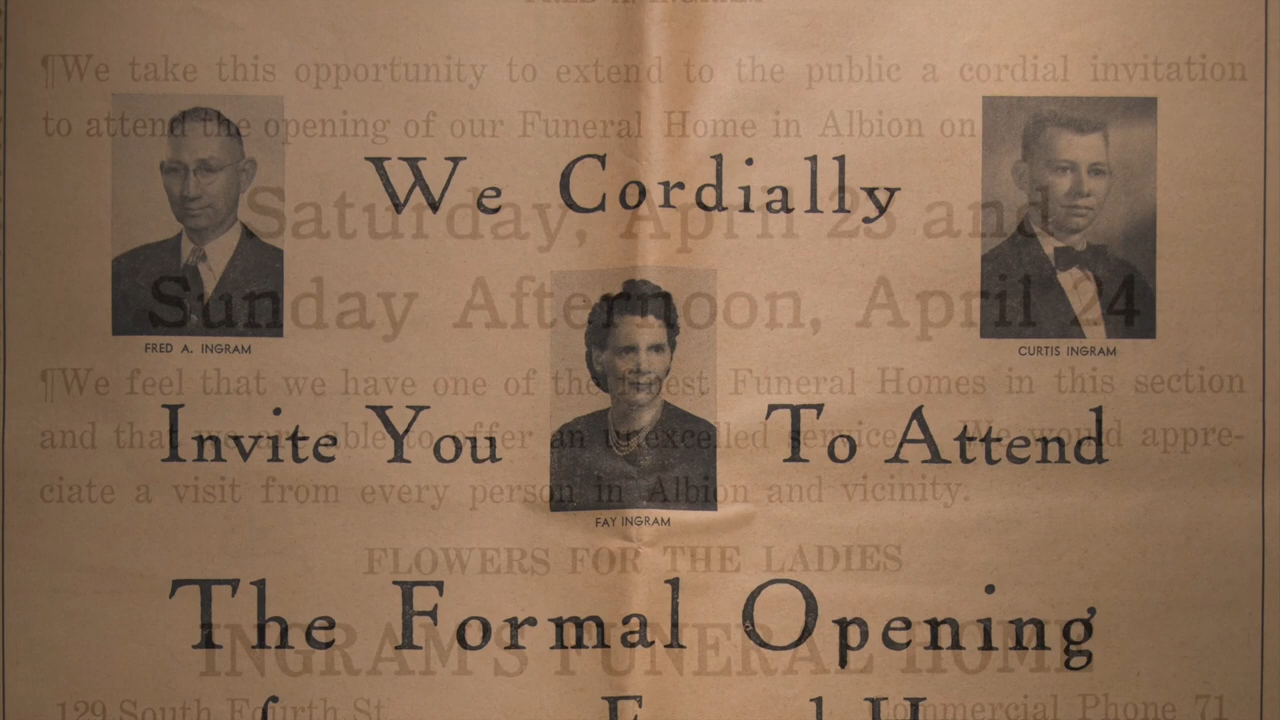 FRED A. INGRAM
¶We take this opportunity to extend to the public a cordial invitation
to attend the opening of our Funeral Home in Albion on
We Cordially
Saturday, April 23 and
Sunday Afternoon, April 24
FRED A. INGRAM
CURTIS INGRAM
¶We feel that we have one of the finest Funeral Homes in this section
Invite You To Attend
and that we are able to offer an unexcelled service. We would appre-
ciate a visit from every person in Albion and vicinity.
FAY INGRAM
FLOWERS FOR THE LADIES
The Formal Opening
INGRAM'S FUNERAL HOME
129 South Fourth St. Commercial Phone 71